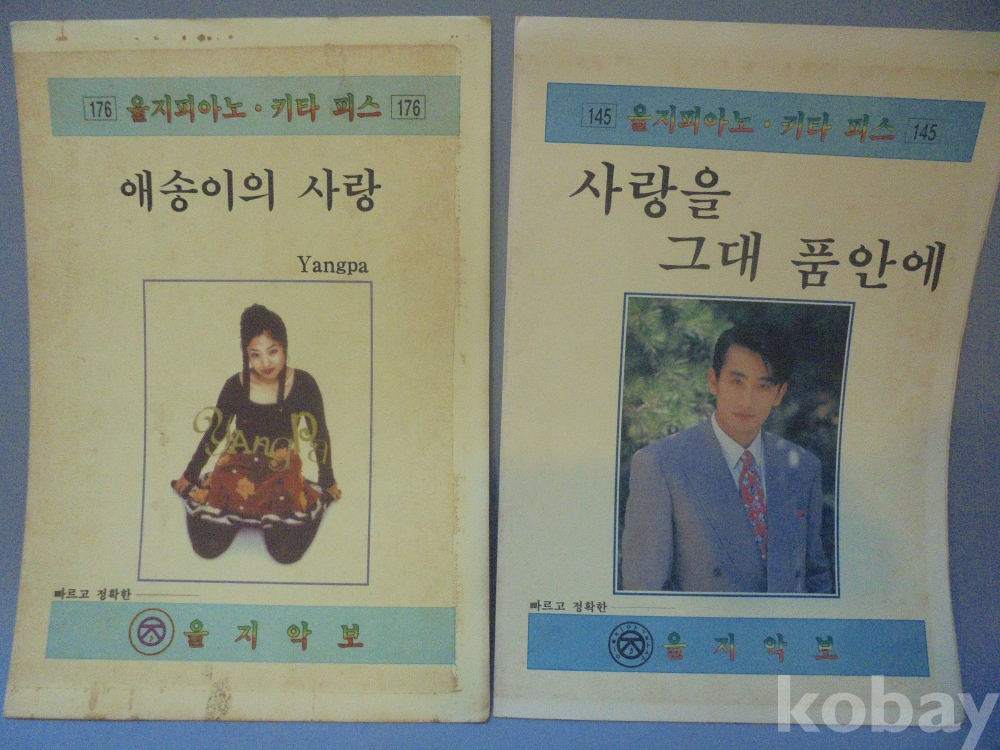 176 을지피아노·키타 피스 176
애송이의 사랑
Yangpa
YangPa
빠르고 정확한
을지악보
145 을지피아노·키타 피스 145
사랑을
그대 품안에
빠르고 정확한
을지악보
kobay